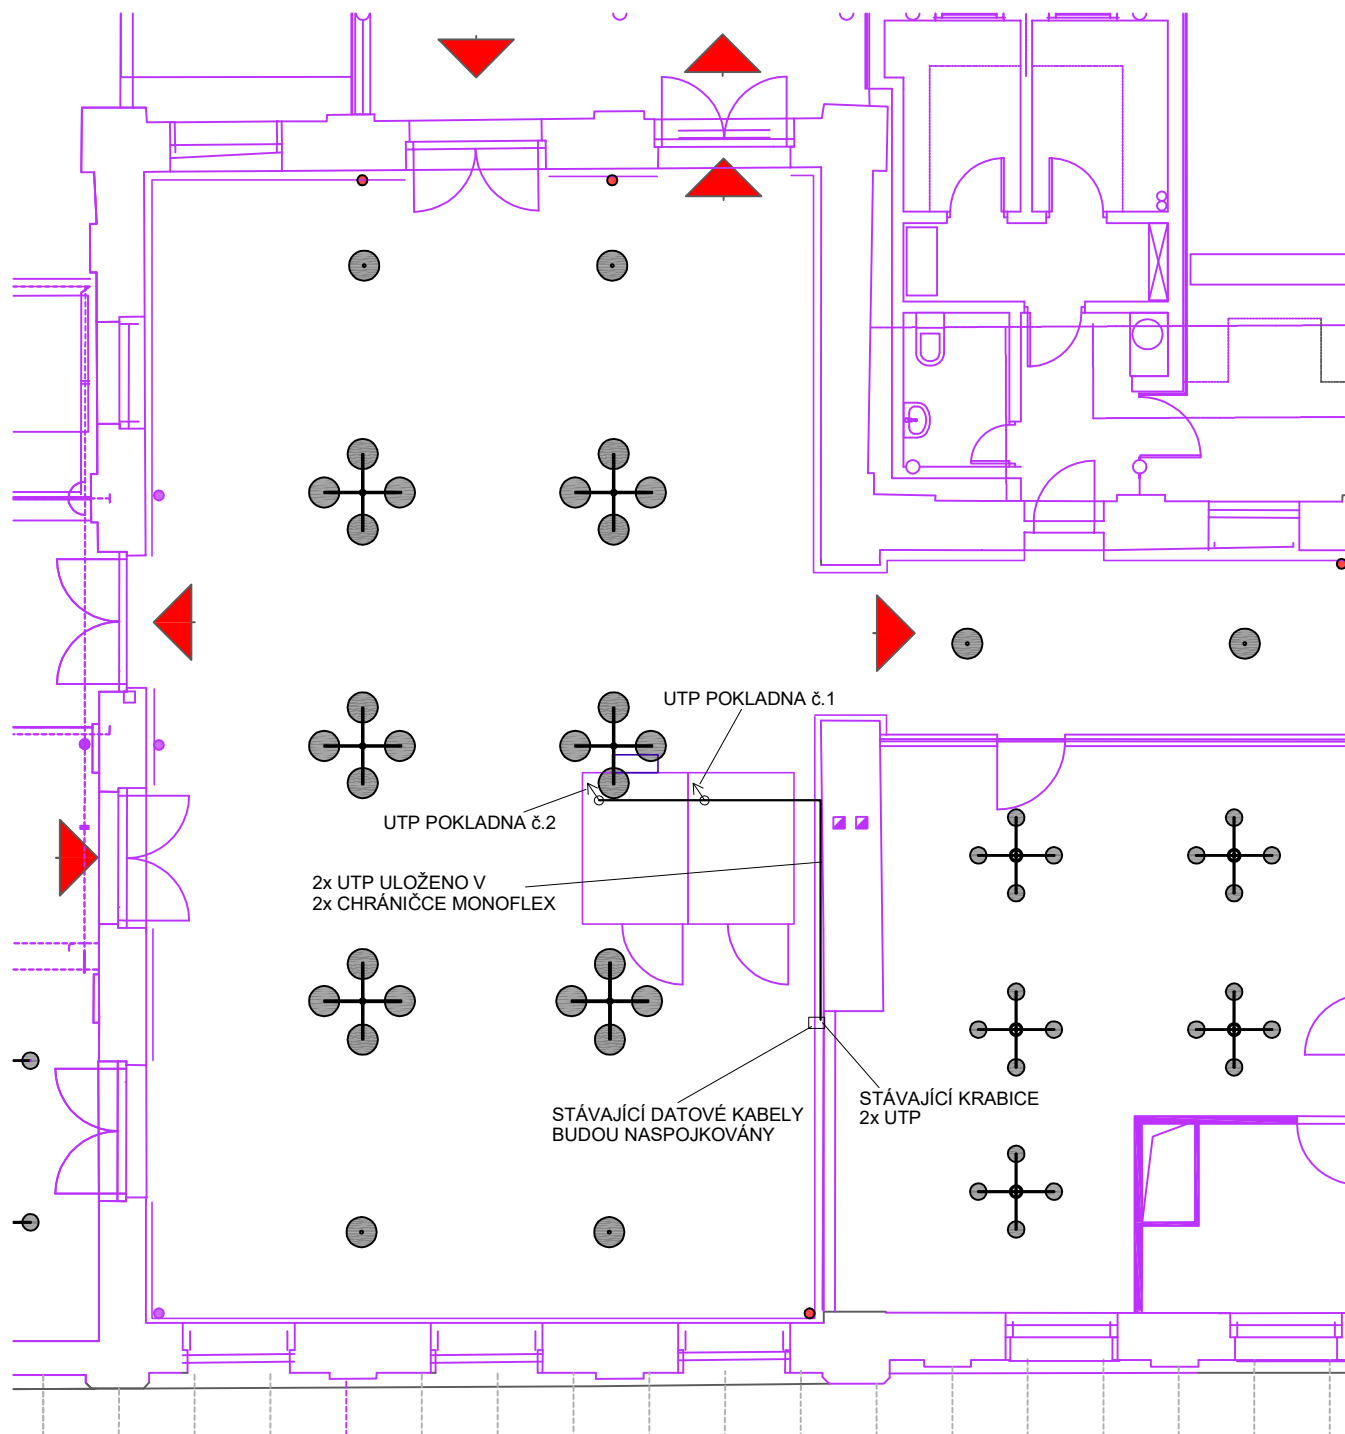 UTP POKLADNA č.1
UTP POKLADNA č.2
2x UTP ULOŽENO V
2x CHRÁNIČCE MONOFLEX
STÁVAJÍCÍ DATOVÉ KABELY
BUDOU NASPOJKOVÁNY
STÁVAJÍCÍ KRABICE
2x UTP